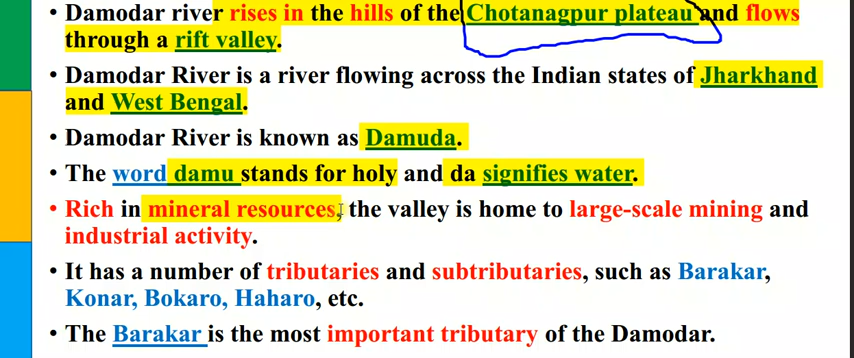 • Damodar river rises in the hills of the Chotanagpur plateau and flows
through a rift valley.
• Damodar River is a river flowing across the Indian states of Jharkhand
and West Bengal.
• Damodar River is known as Damuda.
• The word damu stands for holy and da signifies water.
• Rich in mineral resources, the valley is home to large-scale mining and
industrial activity.
• It has a number of tributaries and subtributaries, such as Barakar,
Konar, Bokaro, Haharo, etc.
• The Barakar is the most important tributary of the Damodar.